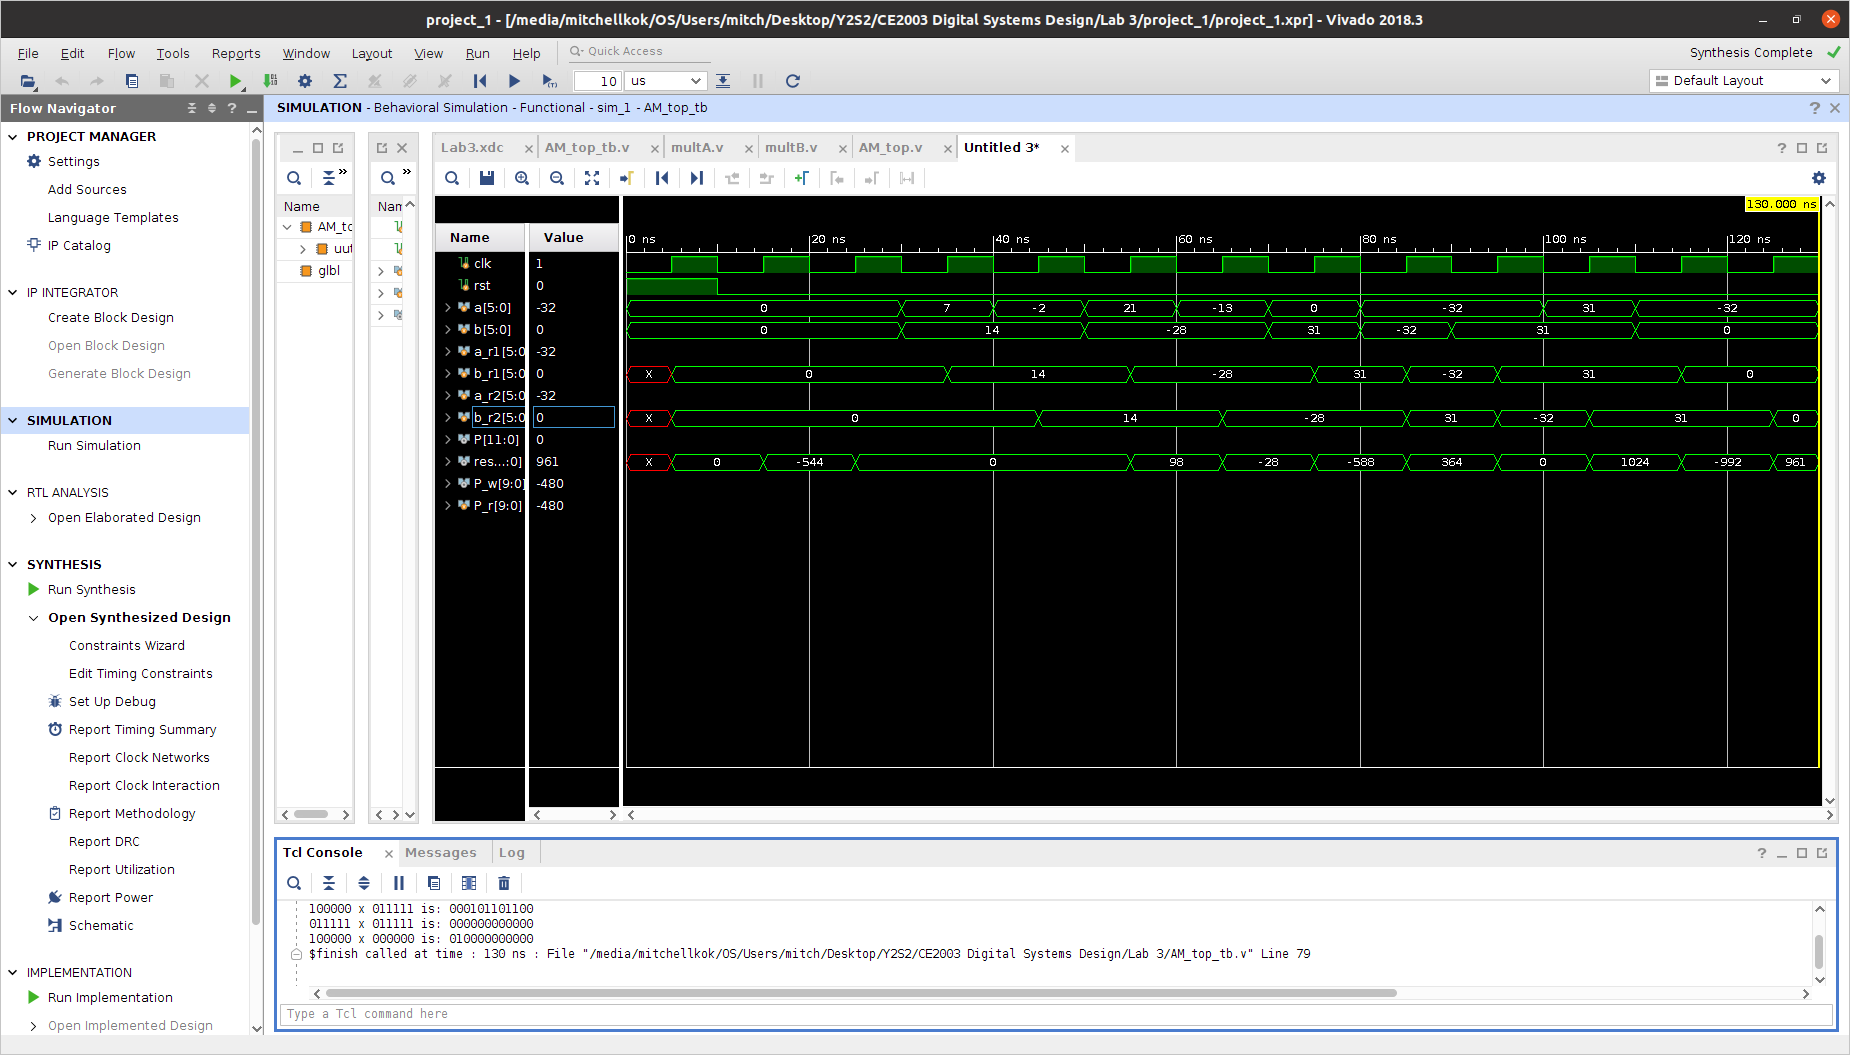 project_1 - [/media/mitchellkok/OS/Users/mitch/Desktop/Y2S2/CE2003 Digital Systems Design/Lab 3/project_1/project_1.xpr] - Vivado 2018.3
File Edit Flow Tools Reports Window Layout View Run Help Quick Access
Synthesis Complete
10 us
Default Layout
Flow Navigator
SIMULATION - Behavioral Simulation - Functional - sim_1 - AM_top_tb
PROJECT MANAGER
Settings
Add Sources
Language Templates
IP Catalog
IP INTEGRATOR
Create Block Design
Open Block Design
Generate Block Design
SIMULATION
Run Simulation
RTL ANALYSIS
Open Elaborated Design
SYNTHESIS
Run Synthesis
Open Synthesized Design
Constraints Wizard
Edit Timing Constraints
Set Up Debug
Report Timing Summary
Report Clock Networks
Report Clock Interaction
Report Methodology
Report DRC
Report Utilization
Report Power
Schematic
IMPLEMENTATION
Run Implementation
Open Implemented Design
Name
AM_tc
uut
glbl
Nam
Lab3.xdc AM_top_tb.v multA.v multB.v AM_top.v Untitled 3*
130.000 ns
Name Value
0 ns 20 ns 40 ns 60 ns 80 ns 100 ns 120 ns
clk 1
rst 0
a[5:0] -32 0 7 -2 21 -13 0 -32 31 -32
b[5:0] 0 0 14 -28 31 -32 31 0
a_r1[5:0 -32
b_r1[5:0 0 X 0 14 -28 31 -32 31 0
a_r2[5:0 -32
b_r2[5:0 0 X 0 14 -28 31 -32 31 0
P[11:0] 0
res...:0] 961 X 0 -544 0 98 -28 -588 364 0 1024 -992 961
P_w[9:0] -480
P_r[9:0] -480
Tcl Console Messages Log
100000 x 011111 is: 000101101100
011111 x 011111 is: 000000000000
100000 x 000000 is: 010000000000
$finish called at time : 130 ns : File "/media/mitchellkok/OS/Users/mitch/Desktop/Y2S2/CE2003 Digital Systems Design/Lab 3/AM_top_tb.v" Line 79
Type a Tcl command here